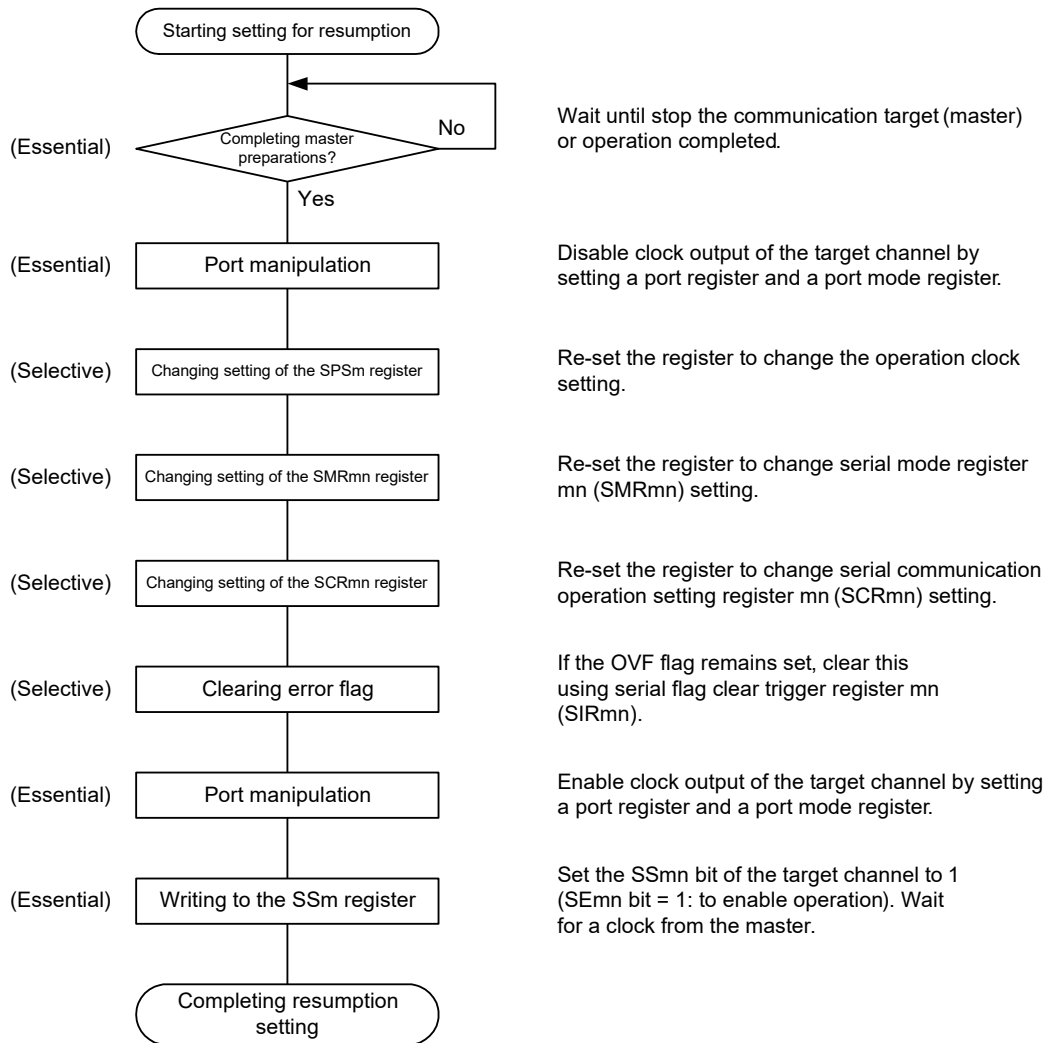 Starting setting for resumption
(Essential)
Completing master
preparations?
No
Wait until stop the communication target (master)
or operation completed.
Yes
(Essential)
Port manipulation
Disable clock output of the target channel by
setting a port register and a port mode register.
(Selective)
Changing setting of the SPSm register
Re-set the register to change the operation clock
setting.
(Selective)
Changing setting of the SMRmn register
Re-set the register to change serial mode register
mn (SMRmn) setting.
(Selective)
Changing setting of the SCRmn register
Re-set the register to change serial communication
operation setting register mn (SCRmn) setting.
(Selective)
Clearing error flag
If the OVF flag remains set, clear this
using serial flag clear trigger register mn
(SIRmn).
(Essential)
Port manipulation
Enable clock output of the target channel by setting
a port register and a port mode register.
(Essential)
Writing to the SSm register
Set the SSmn bit of the target channel to 1
(SEmn bit = 1: to enable operation). Wait
for a clock from the master.
Completing resumption
setting